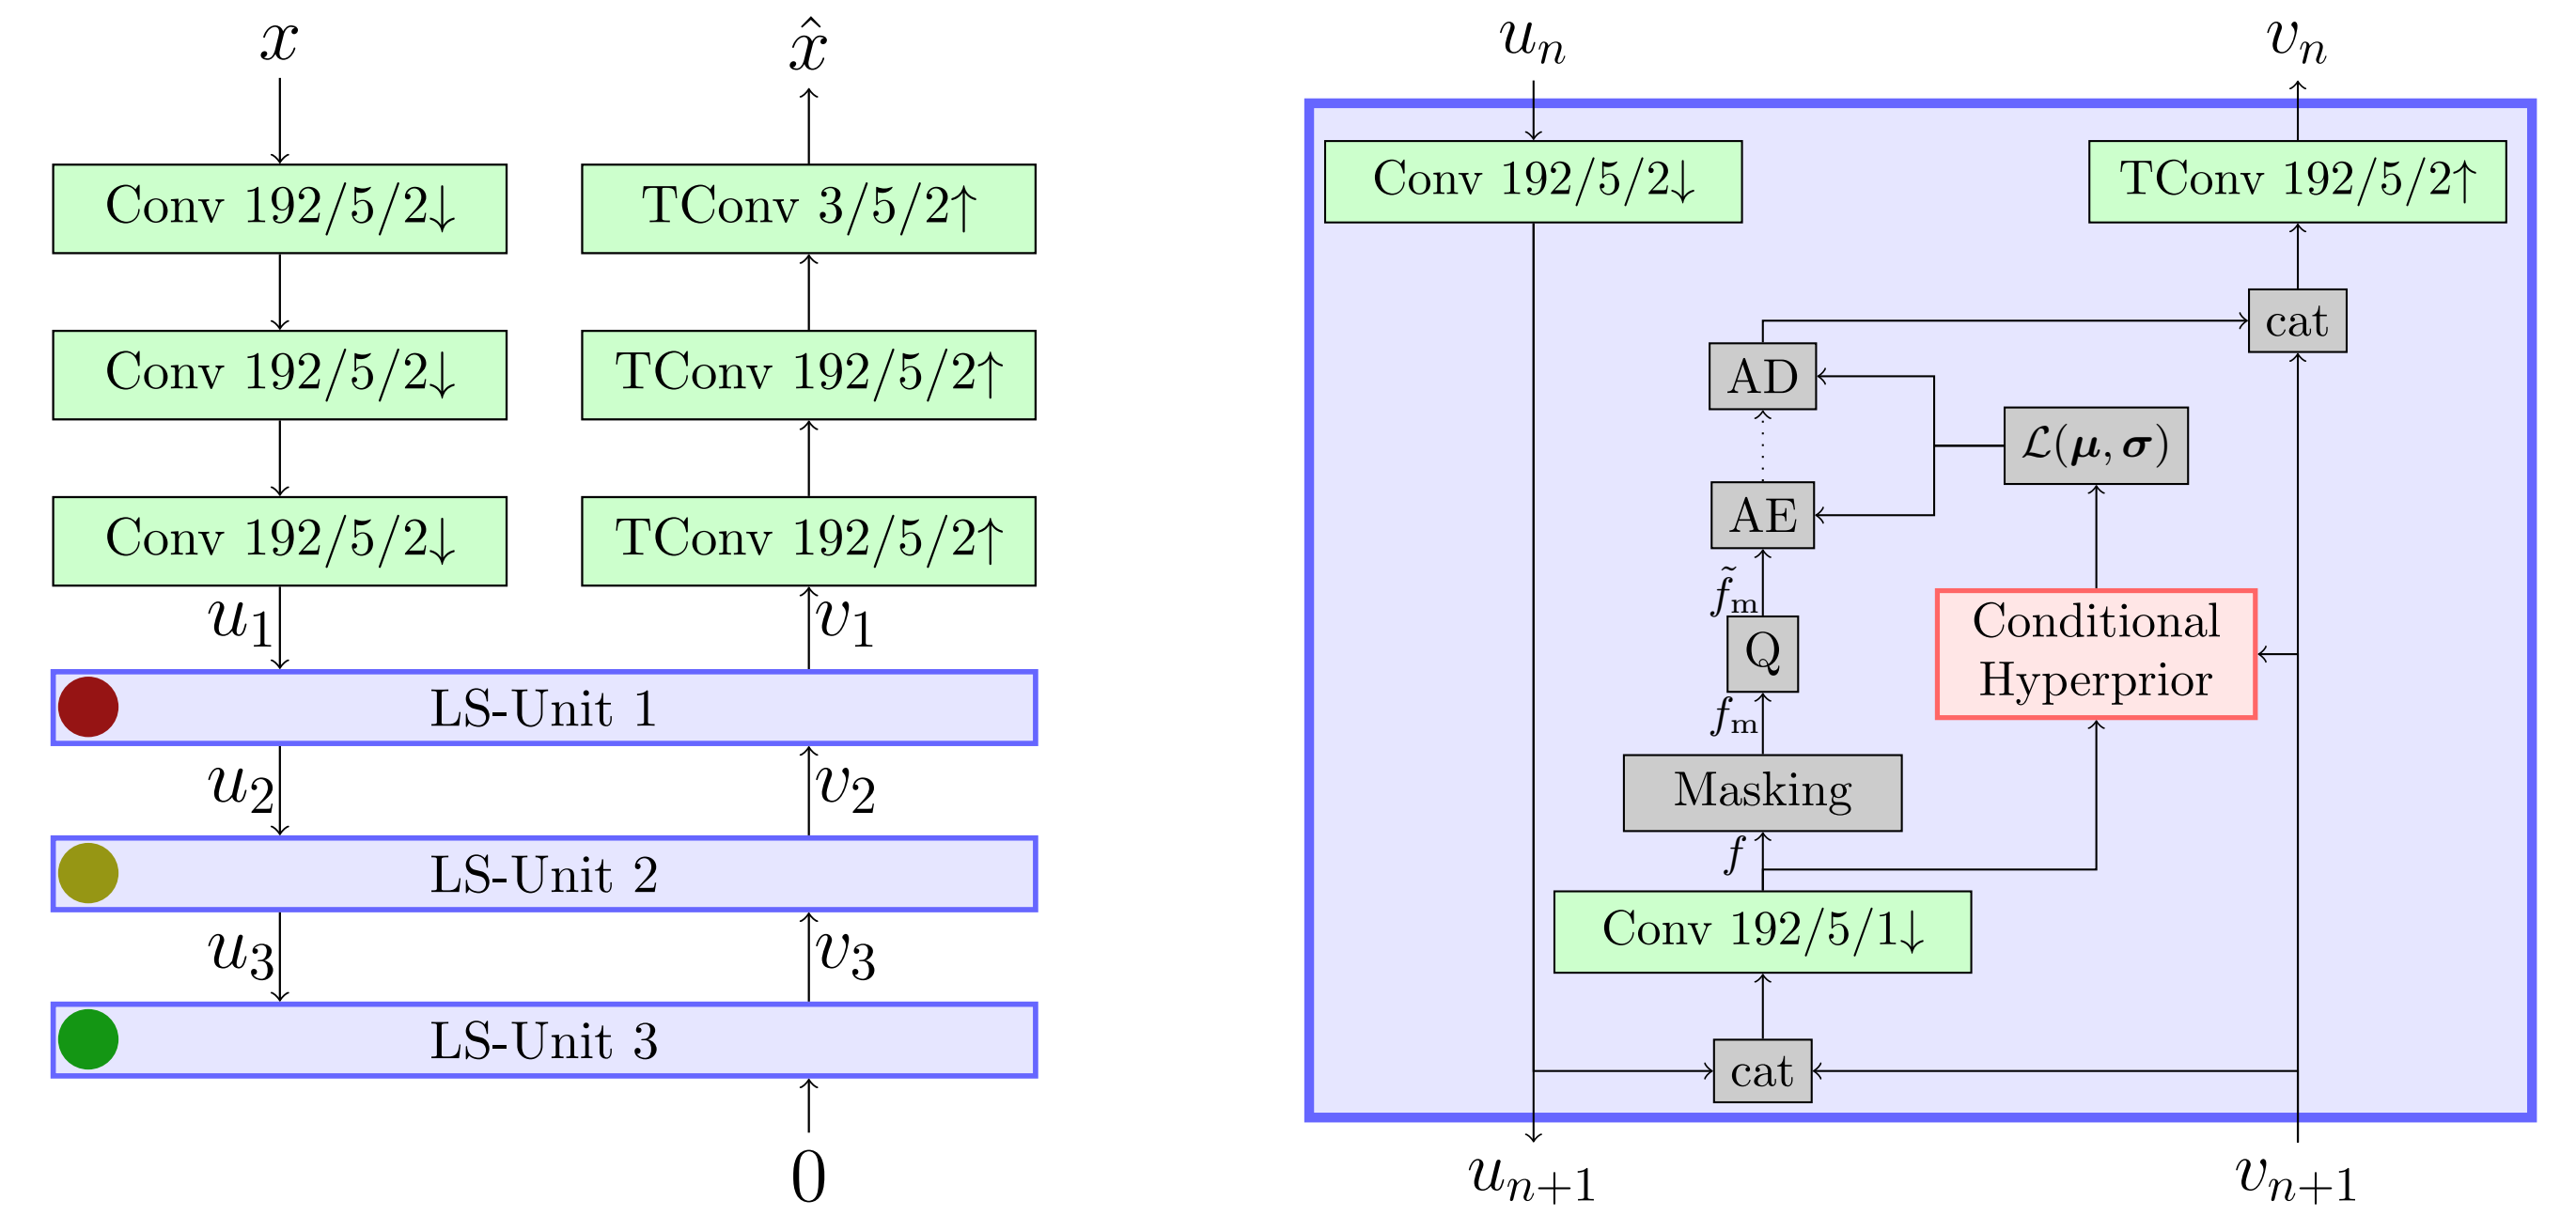 x
x̂
Conv 192/5/2↓
TConv 3/5/2↑
Conv 192/5/2↓
TConv 192/5/2↑
Conv 192/5/2↓
TConv 192/5/2↑
u₁
v₁
LS-Unit 1
u₂
v₂
LS-Unit 2
u₃
v₃
LS-Unit 3
0
uₙ
vₙ
Conv 192/5/2↓
TConv 192/5/2↑
cat
AD
ℒ(μ, σ)
AE
f̃ₘ
Q
Conditional
Hyperprior
fₘ
Masking
f
Conv 192/5/1↓
cat
uₙ₊₁
vₙ₊₁